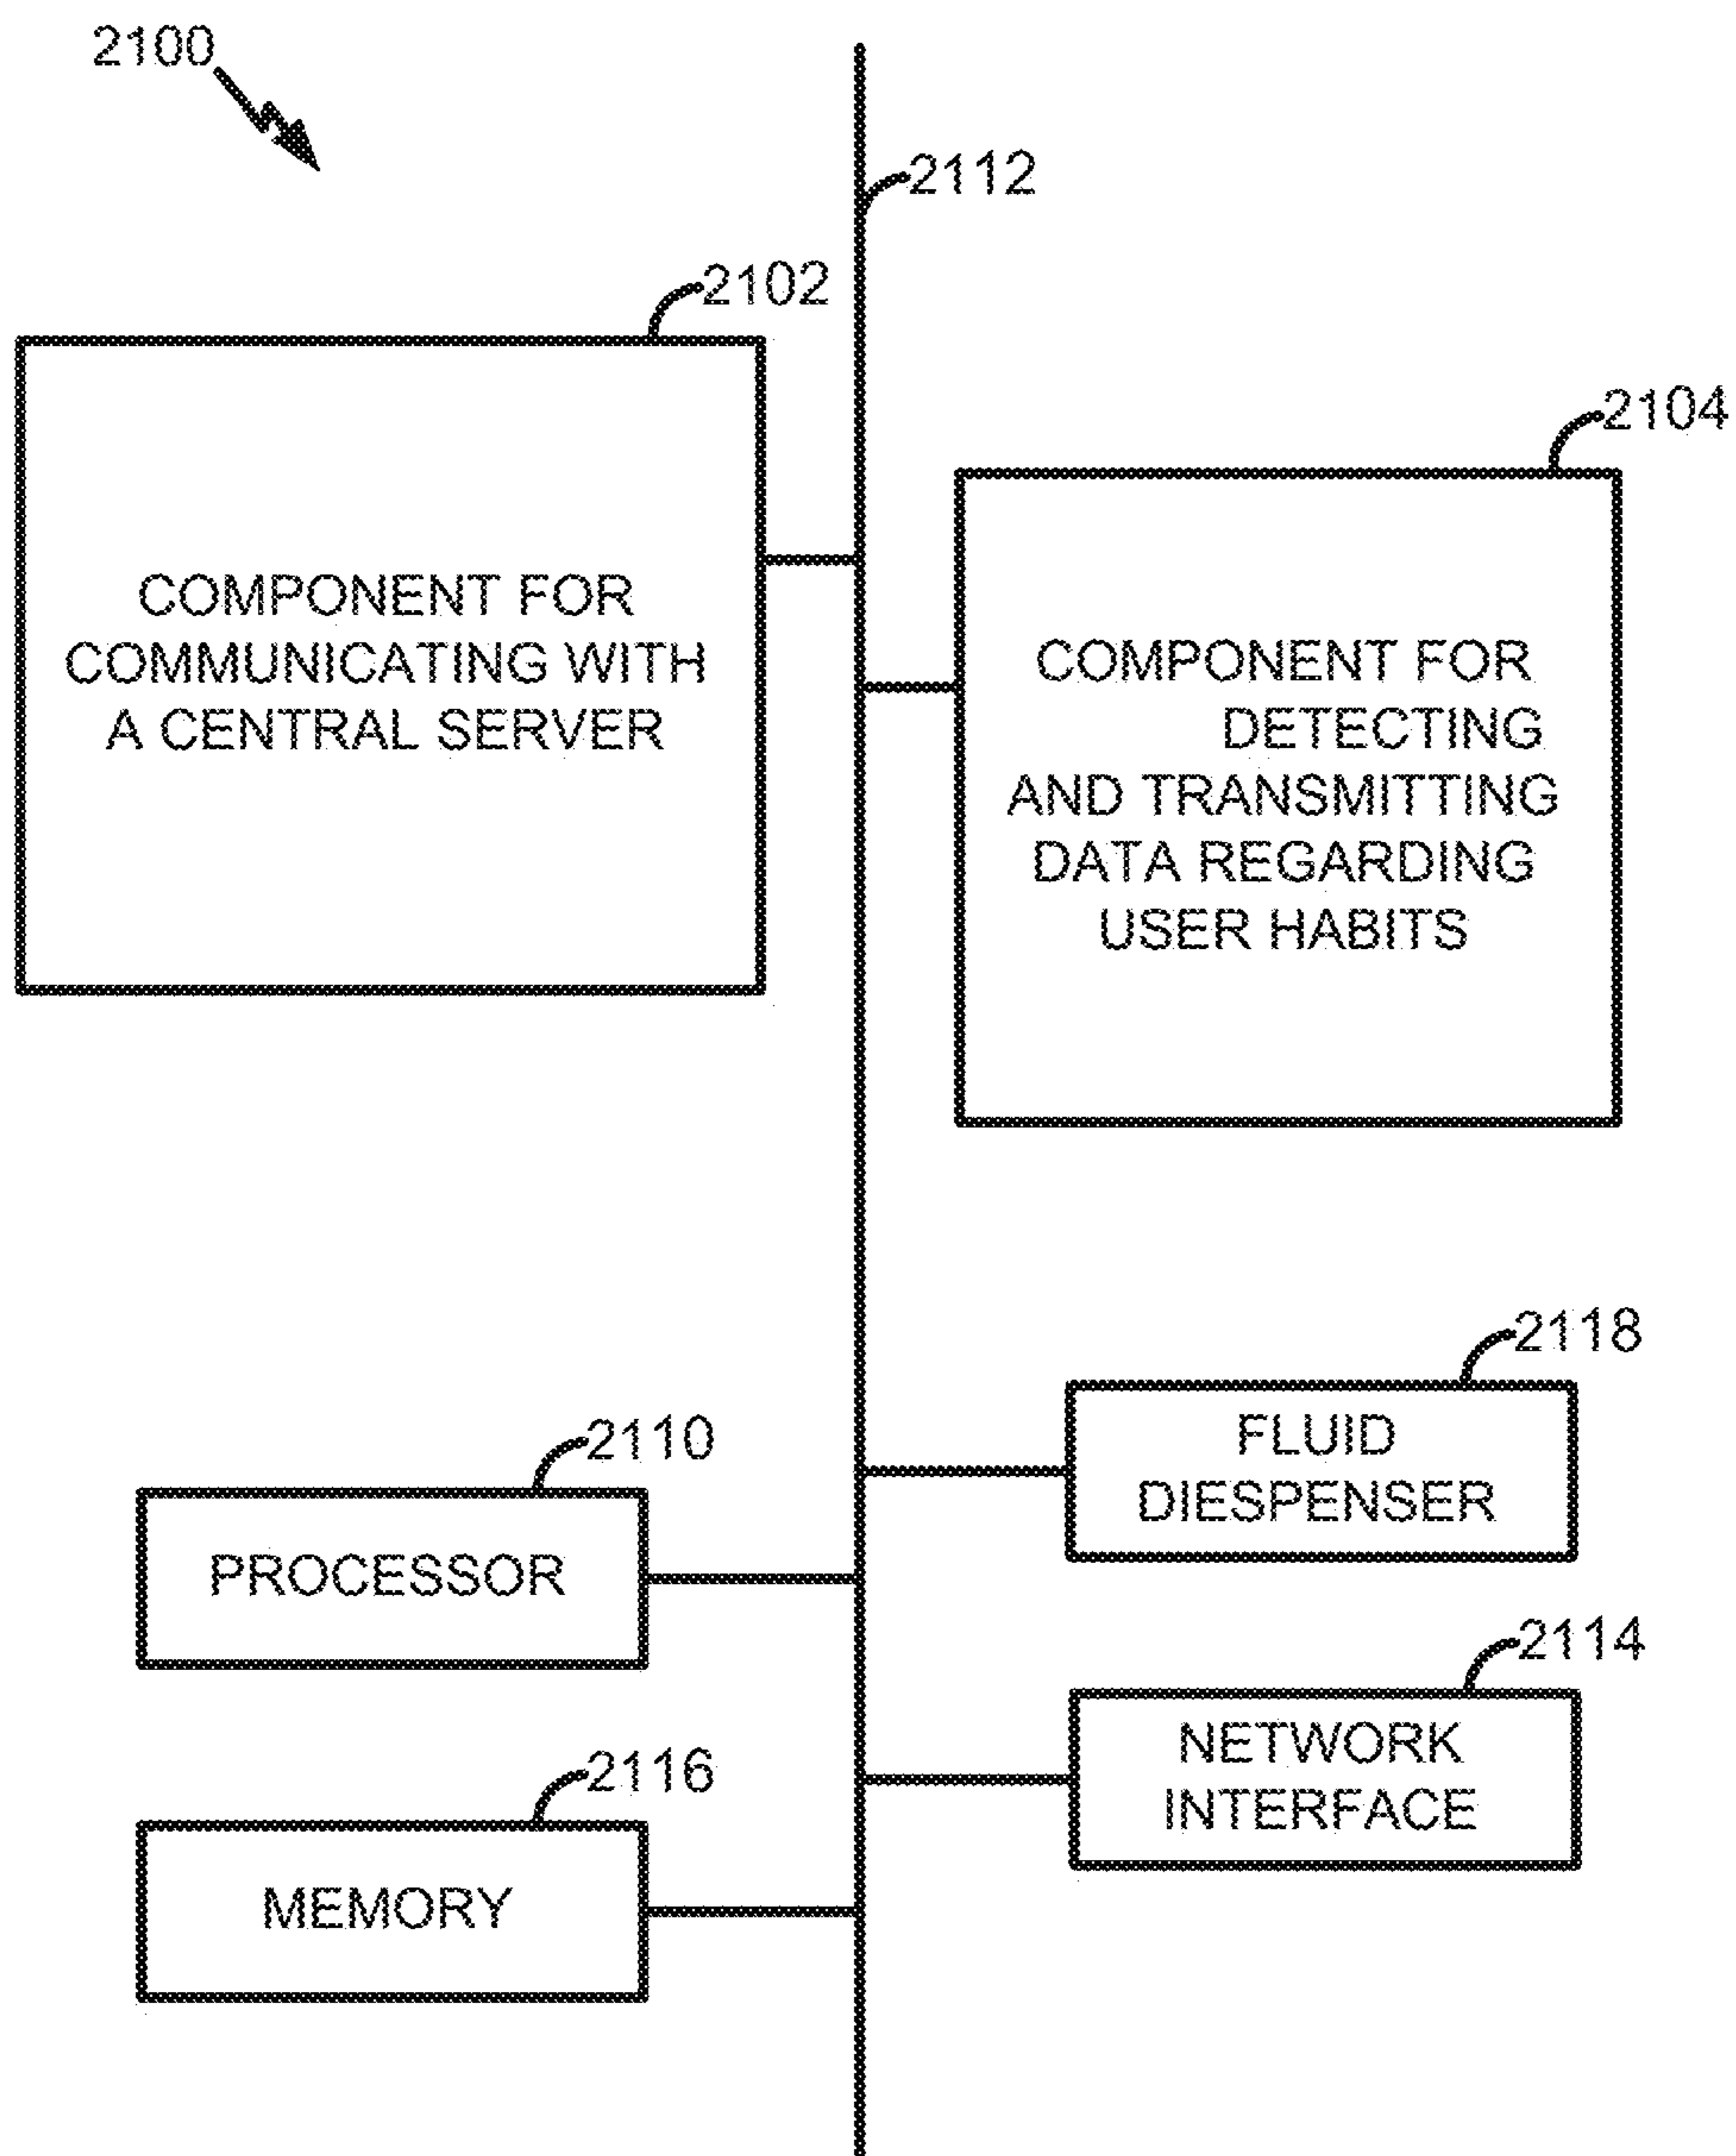 2100
2112
2102
COMPONENT FOR
COMMUNICATING WITH
A CENTRAL SERVER
2104
COMPONENT FOR
DETECTING
AND TRANSMITTING
DATA REGARDING
USER HABITS
2118
FLUID
DIESPENSER
2110
PROCESSOR
2114
NETWORK
INTERFACE
2116
MEMORY